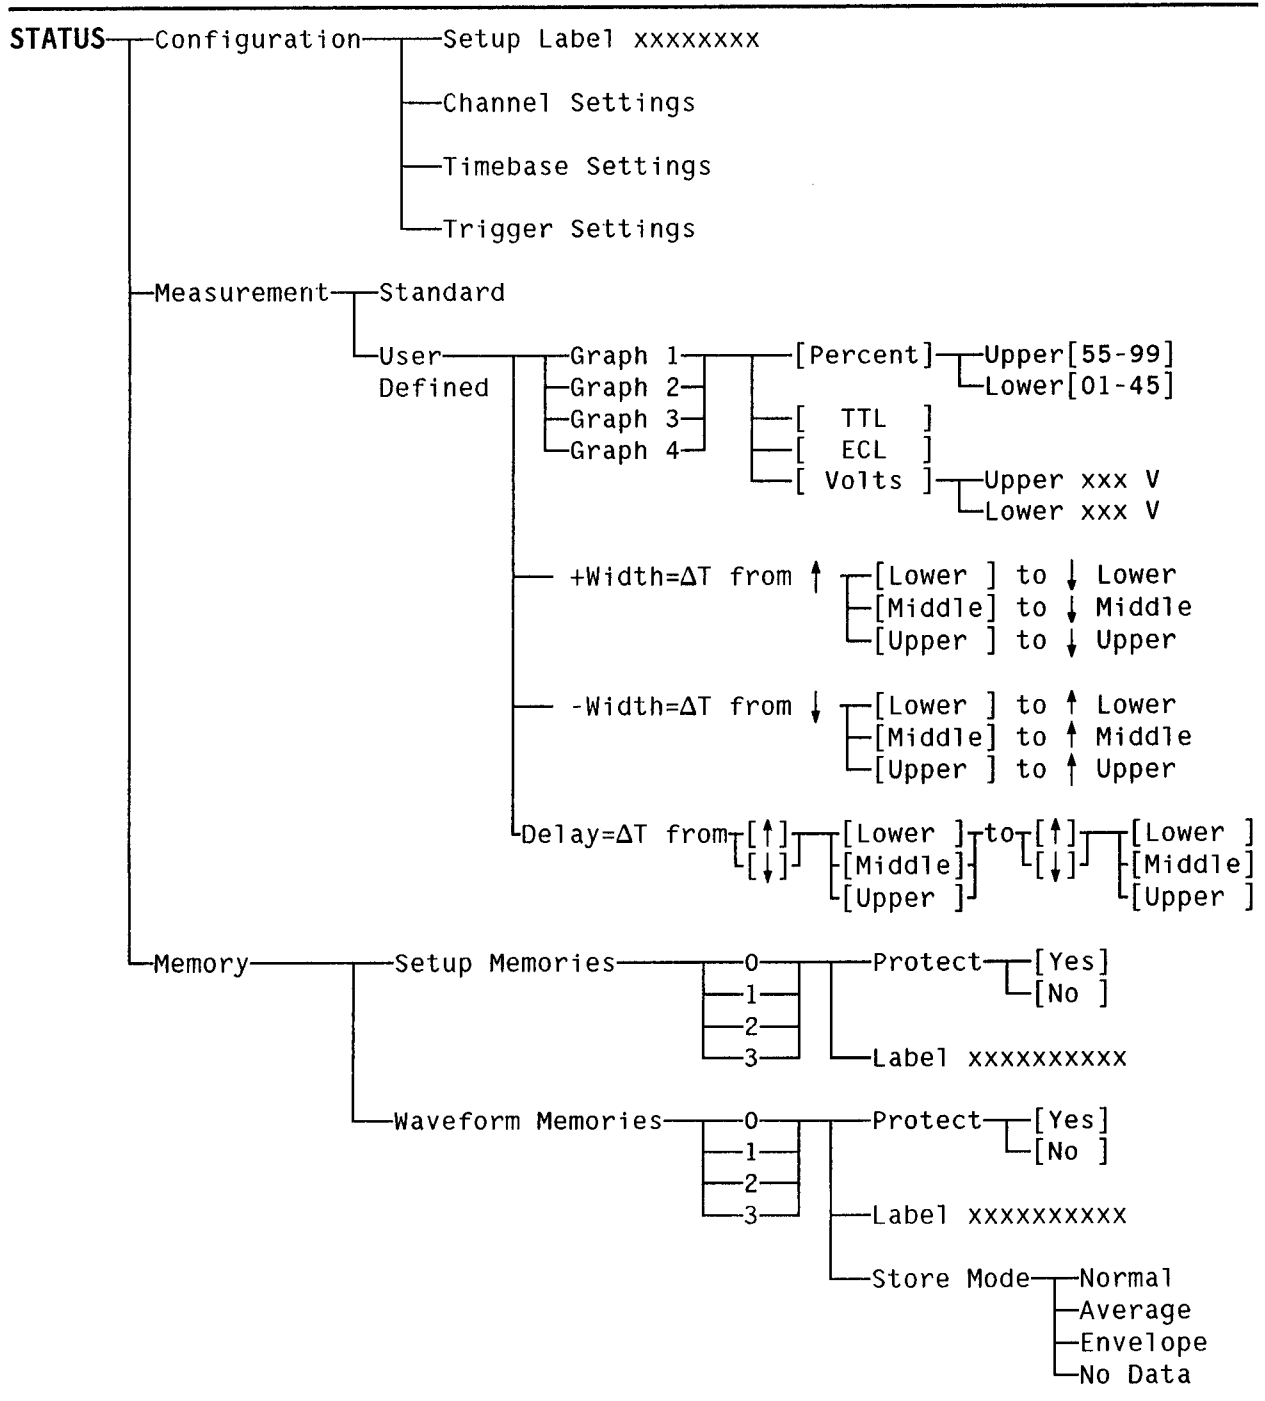 STATUS Configuration Setup Label xxxxxxxx
Channel Settings
Timebase Settings
Trigger Settings
Measurement Standard
User Graph 1 [Percent] Upper[55-99]
Defined Graph 2 Lower[01-45]
Graph 3 [ TTL ]
Graph 4 [ ECL ]
[ Volts ] Upper xxx V
Lower xxx V
+Width=ΔT from ↑ [Lower ] to ↓ Lower
[Middle] to ↓ Middle
[Upper ] to ↓ Upper
-Width=ΔT from ↓ [Lower ] to ↑ Lower
[Middle] to ↑ Middle
[Upper ] to ↑ Upper
Delay=ΔT from [↑] [Lower ] to [↑] [Lower ]
[↓] [Middle] [↓] [Middle]
[Upper ] [Upper ]
Memory Setup Memories 0 Protect [Yes]
1 [No ]
2
3 Label xxxxxxxxxx
Waveform Memories 0 Protect [Yes]
1 [No ]
2
3 Label xxxxxxxxxx
Store Mode Normal
Average
Envelope
No Data